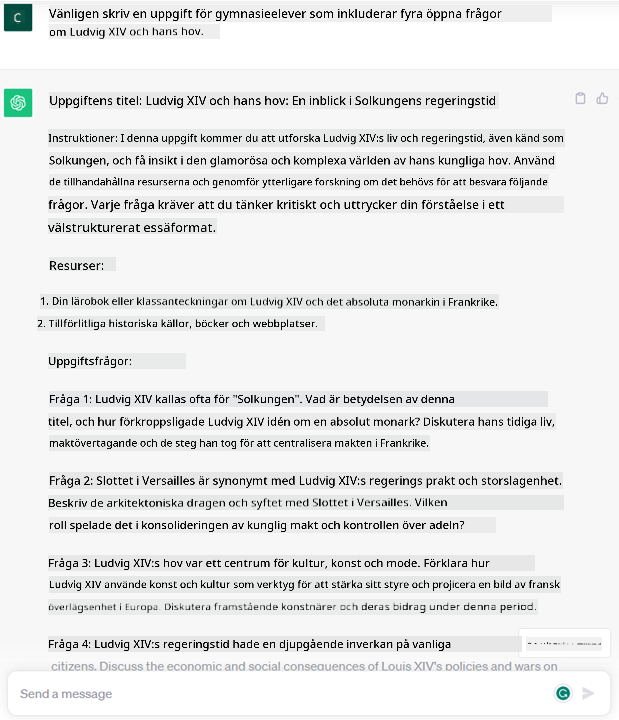 C
Vänligen skriv en uppgift för gymnasieelever som inkluderar fyra öppna frågor
om Ludvig XIV och hans hov.
Uppgiftens titel: Ludvig XIV och hans hov: En inblick i Solkungens regeringstid
Instruktioner: I denna uppgift kommer du att utforska Ludvig XIV:s liv och regeringstid, även känd som
Solkungen, och få insikt i den glamorösa och komplexa världen av hans kungliga hov. Använd
de tillhandahållna resurserna och genomför ytterligare forskning om det behövs för att besvara följande
frågor. Varje fråga kräver att du tänker kritiskt och uttrycker din förståelse i ett
välstrukturerat essäformat.
Resurser:
1. Din lärobok eller klassanteckningar om Ludvig XIV och det absoluta monarkin i Frankrike.
2. Tillförlitliga historiska källor, böcker och webbplatser.
Uppgiftsfrågor:
Fråga 1: Ludvig XIV kallas ofta för "Solkungen". Vad är betydelsen av denna
titel, och hur förkroppsligade Ludvig XIV idén om en absolut monark? Diskutera hans tidiga liv,
maktövertagande och de steg han tog för att centralisera makten i Frankrike.
Fråga 2: Slottet i Versailles är synonymt med Ludvig XIV:s regerings prakt och storslagenhet.
Beskriv de arkitektoniska dragen och syftet med Slottet i Versailles. Vilken
roll spelade det i konsolideringen av kunglig makt och kontrollen över adeln?
Fråga 3: Ludvig XIV:s hov var ett centrum för kultur, konst och mode. Förklara hur
Ludvig XIV använde konst och kultur som verktyg för att stärka sitt styre och projicera en bild av fransk
överlägsenhet i Europa. Diskutera framstående konstnärer och deras bidrag under denna period.
Fråga 4: Ludvig XIV:s regeringstid hade en djupgående inverkan på vanliga
citizens. Discuss the economic and social consequences of Louis XIV's policies and wars on
Send a message